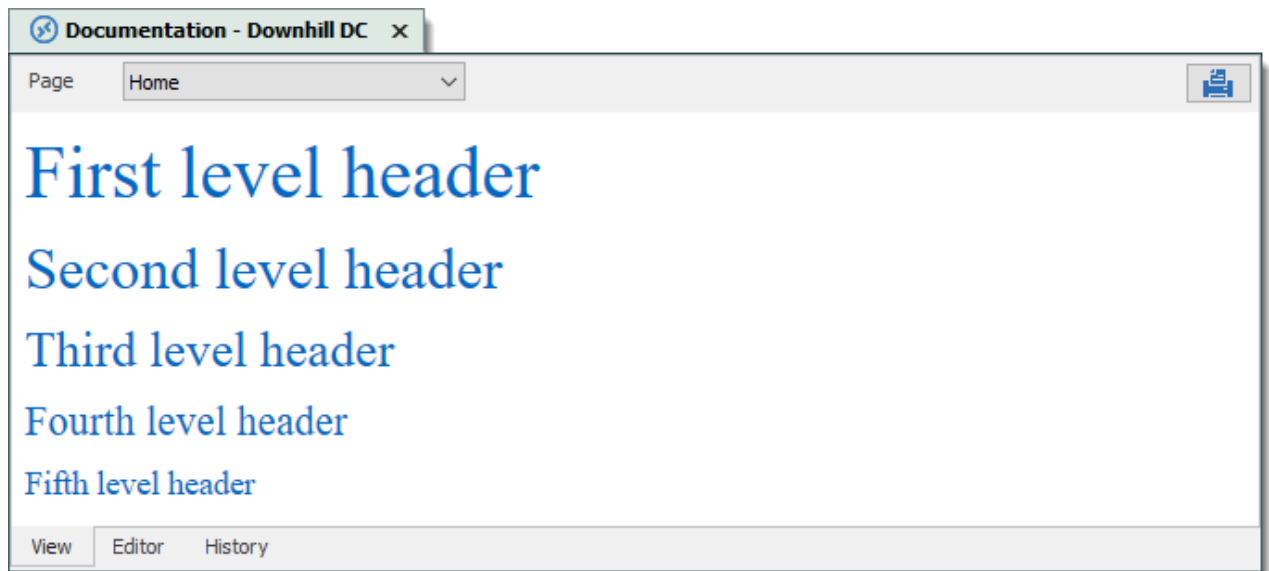 Documentation - Downhill DC
Page Home
First level header
Second level header
Third level header
Fourth level header
Fifth level header
View Editor History